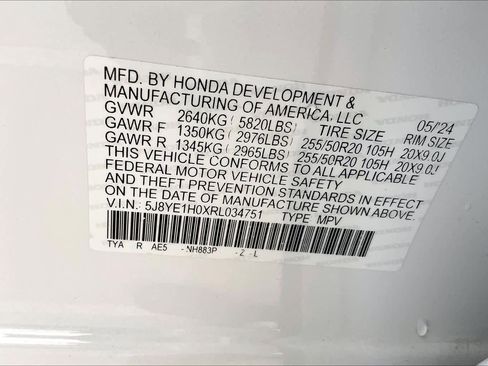 MFD. BY HONDA DEVELOPMENT &
MANUFACTURING OF AMERICA, LLC 05/'24
GVWR 2640KG (5820LBS) TIRE SIZE RIM SIZE
GAWR F 1350KG (2976LBS) 255/50R20 105H 20X9.0J
GAWR R 1345KG (2965LBS) 255/50R20 105H 20X9.0J
THIS VEHICLE CONFORMS TO ALL APPLICABLE
FEDERAL MOTOR VEHICLE SAFETY
AND THEFT PREVENTION STANDARDS IN EFFECT
ON THE DATE OF MANUFACTURE SHOWN ABOVE.
V.I.N.: 5J8YE1H0XRL034751 TYPE: MPV
TYA R AE5 -NH883P -Z -L